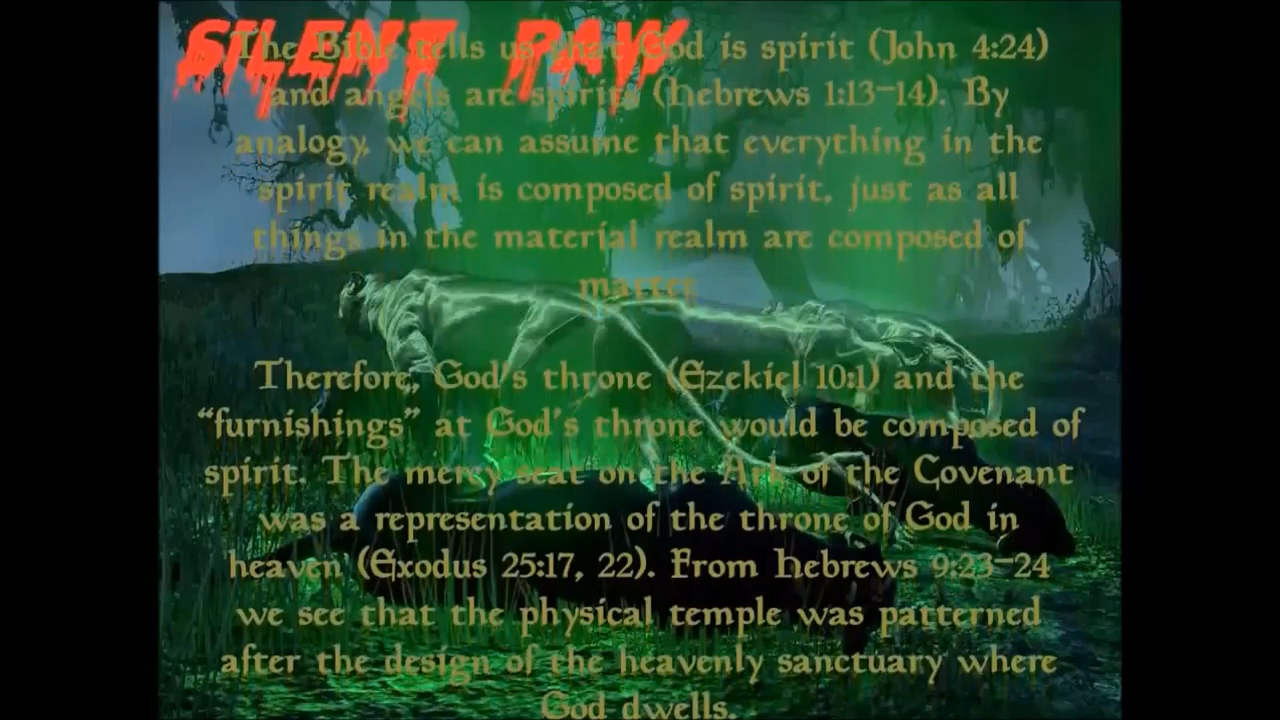 SILENT PAW
The Bible tells us that God is spirit (John 4:24)
and angels are spirits (Hebrews 1:13–14). By
analogy, we can assume that everything in the
spirit realm is composed of spirit, just as all
things in the material realm are composed of
matter.
Therefore, God's throne (Ezekiel 10:1) and the
“furnishings” at God's throne would be composed of
spirit. The mercy seat on the Ark of the Covenant
was a representation of the throne of God in
heaven (Exodus 25:17, 22). From Hebrews 9:23–24
we see that the physical temple was patterned
after the design of the heavenly sanctuary where
God dwells.